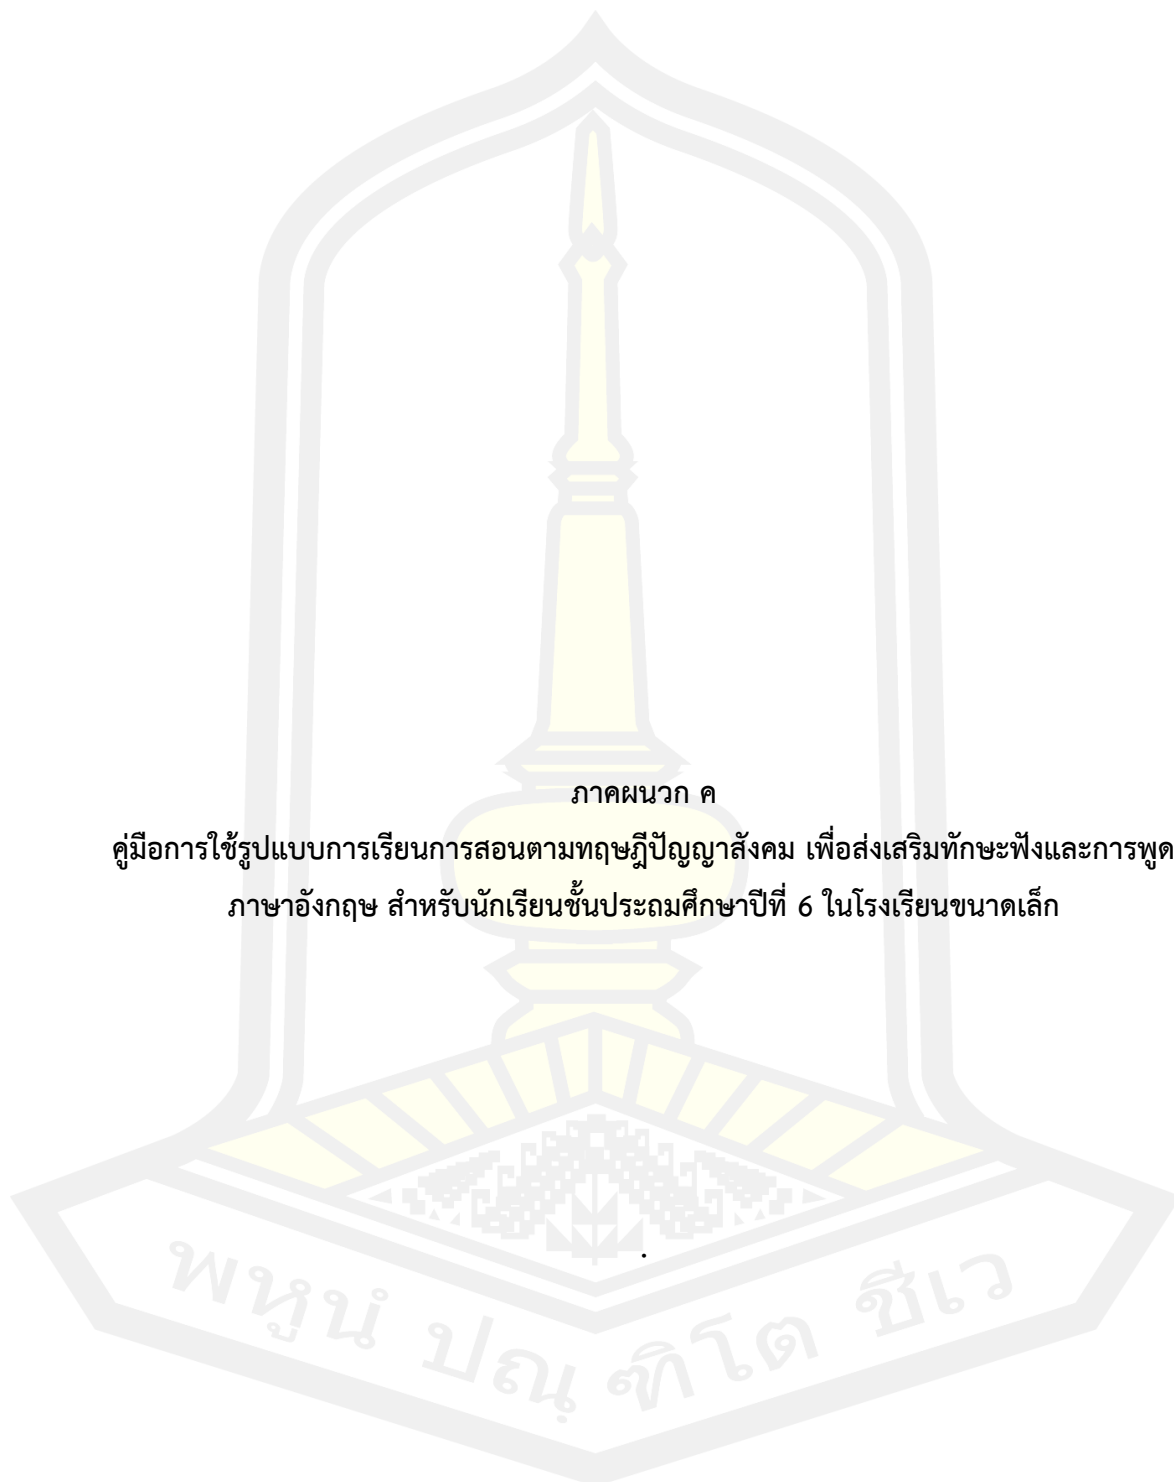 ภาคผนวก ค
คู่มือการใช้รูปแบบการเรียนการสอนตามทฤษฎีปัญญาสังคม เพื่อส่งเสริมทักษะฟังและการพูด
ภาษาอังกฤษ สำหรับนักเรียนชั้นประถมศึกษาปีที่ 6 ในโรงเรียนขนาดเล็ก
.
พหูนํ ปณฺฑิโต ชีเว